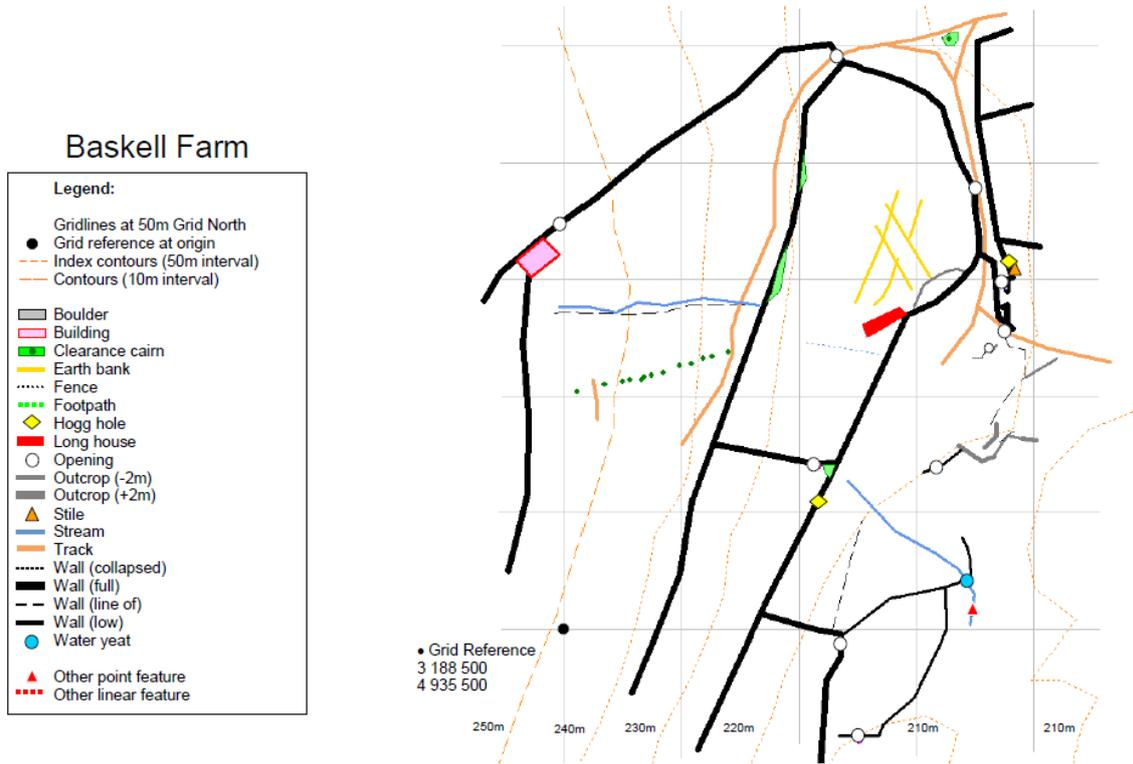 Baskell Farm
Legend:
Gridlines at 50m Grid North
Grid reference at origin
Index contours (50m interval)
Contours (10m interval)
Boulder
Building
Clearance cairn
Earth bank
Fence
Footpath
Hogg hole
Long house
Opening
Outcrop (-2m)
Outcrop (+2m)
Stile
Stream
Track
Wall (collapsed)
Wall (full)
Wall (line of)
Wall (low)
Water yeat
Other point feature
Other linear feature
• Grid Reference
3 188 500
4 935 500
250m 240m 230m 220m 210m 210m